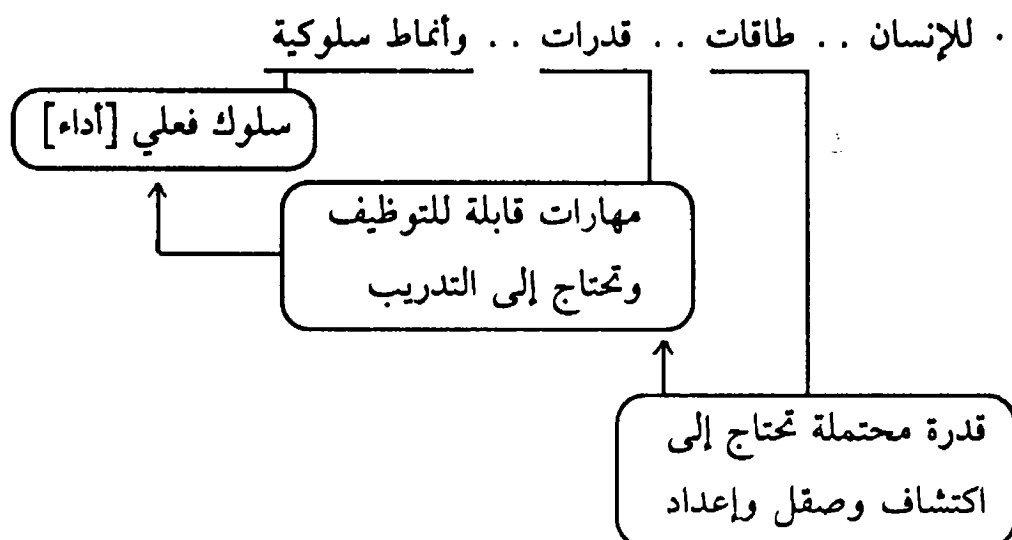 · للإنسان .. طاقات .. قدرات .. وأنماط سلوكية
سلوك فعلي [أداء]
مهارات قابلة للتوظيف
وتحتاج إلى التدريب
قدرة محتملة تحتاج إلى
اكتشاف وصقل وإعداد